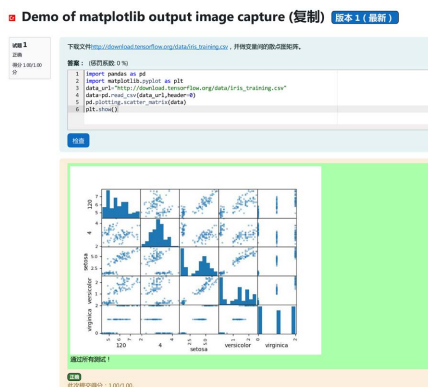 Demo of matplotlib output image capture (复制) 版本 1 (最新)
试题 1
正确
得分 1.00/1.00
分
下载文件http://download.tensorflow.org/data/iris_training.csv，并做变量间的散点图矩阵。
答案： (惩罚系数: 0 %)
1 import pandas as pd
2 import matplotlib.pyplot as plt
3 data_url="http://download.tensorflow.org/data/iris_training.csv"
4 data=pd.read_csv(data_url,header=0)
5 pd.plotting.scatter_matrix(data)
6 plt.show()
检查
120
4
setosa
versicolor
virginica
120 4 setosa versicolor virginica
通过所有测试！
正确
此次提交得分：1.00/1.00.